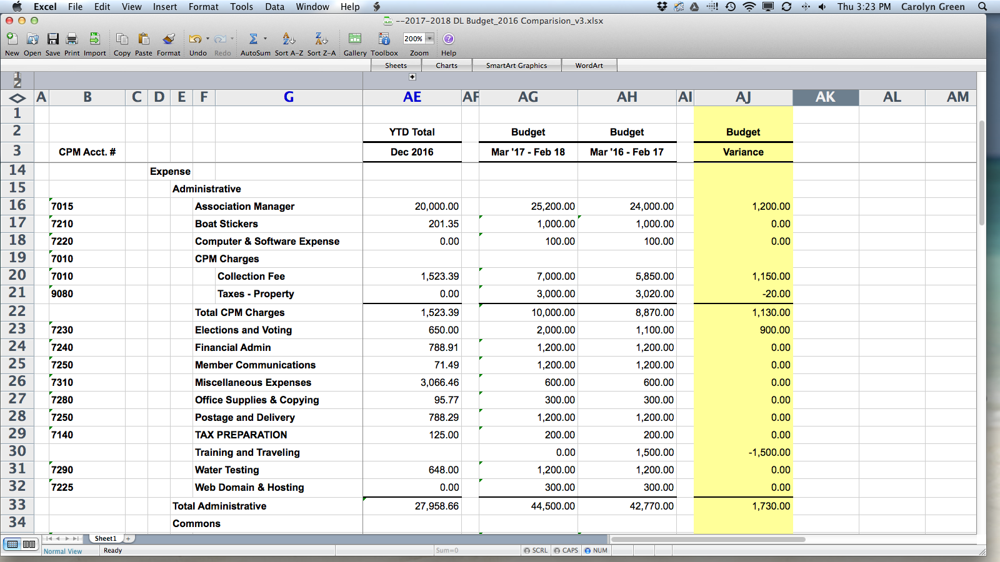 Excel File Edit View Insert Format Tools Data Window Help Thu 3:23 PM Carolyn Green
--2017-2018 DL Budget_2016 Comparision_v3.xlsx
200%
New Open Save Print Import Copy Paste Format Undo Redo AutoSum Sort A-Z Sort Z-A Gallery Toolbox Zoom Help
Sheets Charts SmartArt Graphics WordArt
1
2
A B C D E F G AE AF AG AH AI AJ AK AL AM
1
2 YTD Total Budget Budget Budget
3 CPM Acct. # Dec 2016 Mar '17 - Feb 18 Mar '16 - Feb 17 Variance
14 Expense
15 Administrative
16 7015 Association Manager 20,000.00 25,200.00 24,000.00 1,200.00
17 7210 Boat Stickers 201.35 1,000.00 1,000.00 0.00
18 7220 Computer & Software Expense 0.00 100.00 100.00 0.00
19 7010 CPM Charges
20 7010 Collection Fee 1,523.39 7,000.00 5,850.00 1,150.00
21 9080 Taxes - Property 0.00 3,000.00 3,020.00 -20.00
22 Total CPM Charges 1,523.39 10,000.00 8,870.00 1,130.00
23 7230 Elections and Voting 650.00 2,000.00 1,100.00 900.00
24 7240 Financial Admin 788.91 1,200.00 1,200.00 0.00
25 7250 Member Communications 71.49 1,200.00 1,200.00 0.00
26 7310 Miscellaneous Expenses 3,066.46 600.00 600.00 0.00
27 7280 Office Supplies & Copying 95.77 300.00 300.00 0.00
28 7250 Postage and Delivery 788.29 1,200.00 1,200.00 0.00
29 7140 TAX PREPARATION 125.00 200.00 200.00 0.00
30 Training and Traveling 0.00 1,500.00 -1,500.00
31 7290 Water Testing 648.00 1,200.00 1,200.00 0.00
32 7225 Web Domain & Hosting 0.00 300.00 300.00 0.00
33 Total Administrative 27,958.66 44,500.00 42,770.00 1,730.00
34 Commons
Sheet1
Normal View Ready Sum=0 SCRL CAPS NUM